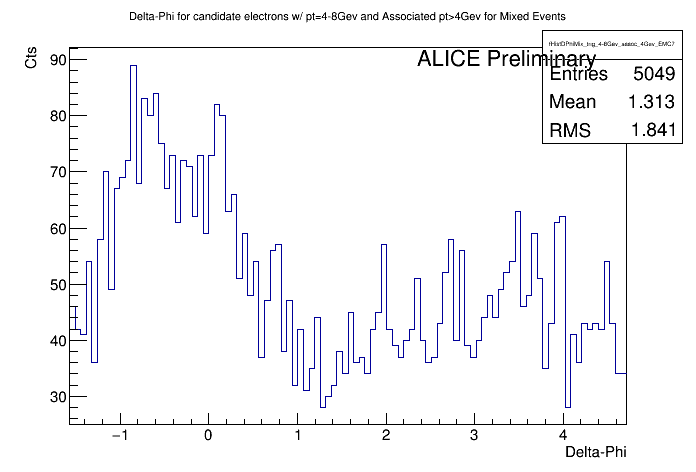 Delta-Phi for candidate electrons w/ pt=4-8Gev and Associated pt>4Gev for Mixed Events
fHistDPhiMix_trig_4-8Gev_assoc_4Gev_EMC7
ALICE Preliminary
Entries 5049
Mean 1.313
RMS 1.841
Cts
90
80
70
60
50
40
30
−1 0 1 2 3 4
Delta-Phi